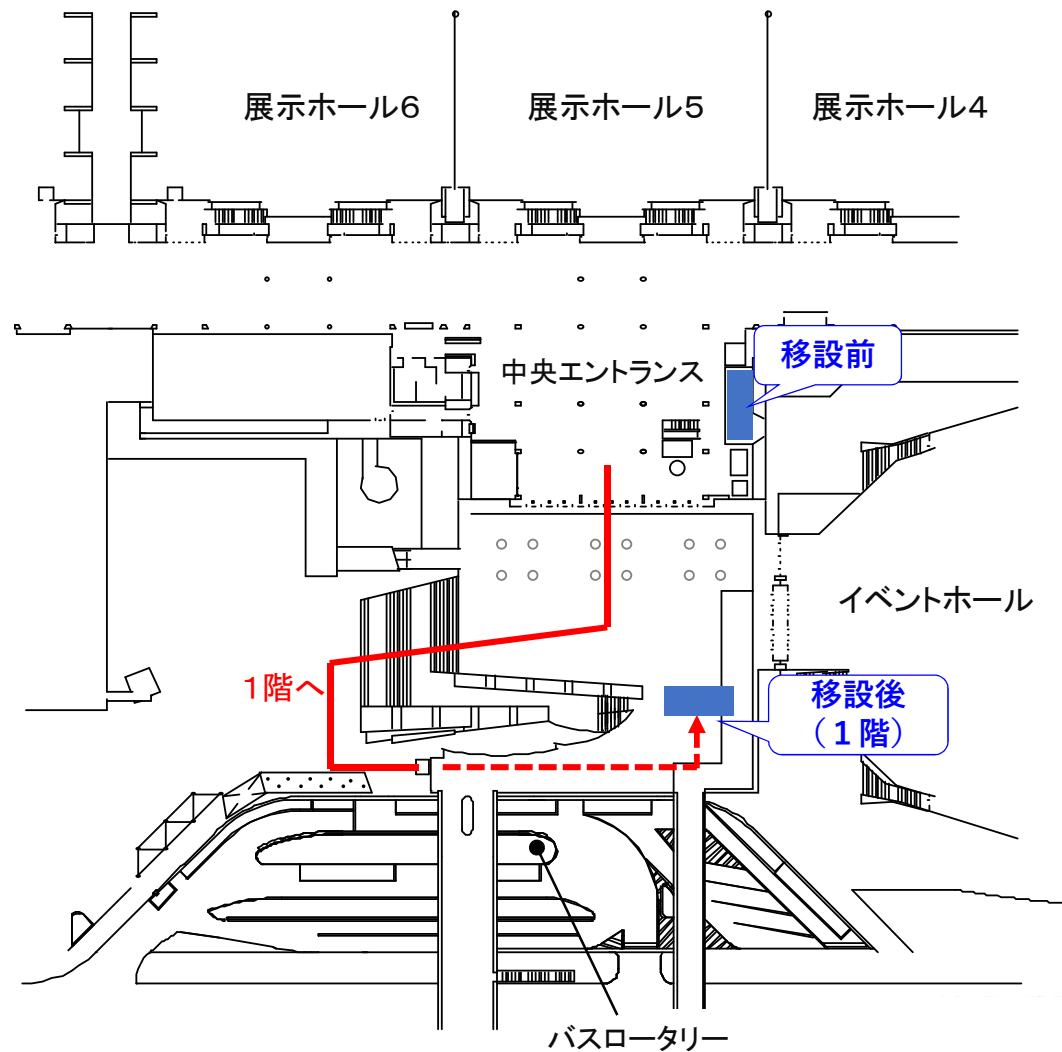 展示ホール6
展示ホール5
展示ホール4
移設前
中央エントランス
イベントホール
1階へ
移設後
（１階）
バスロータリー